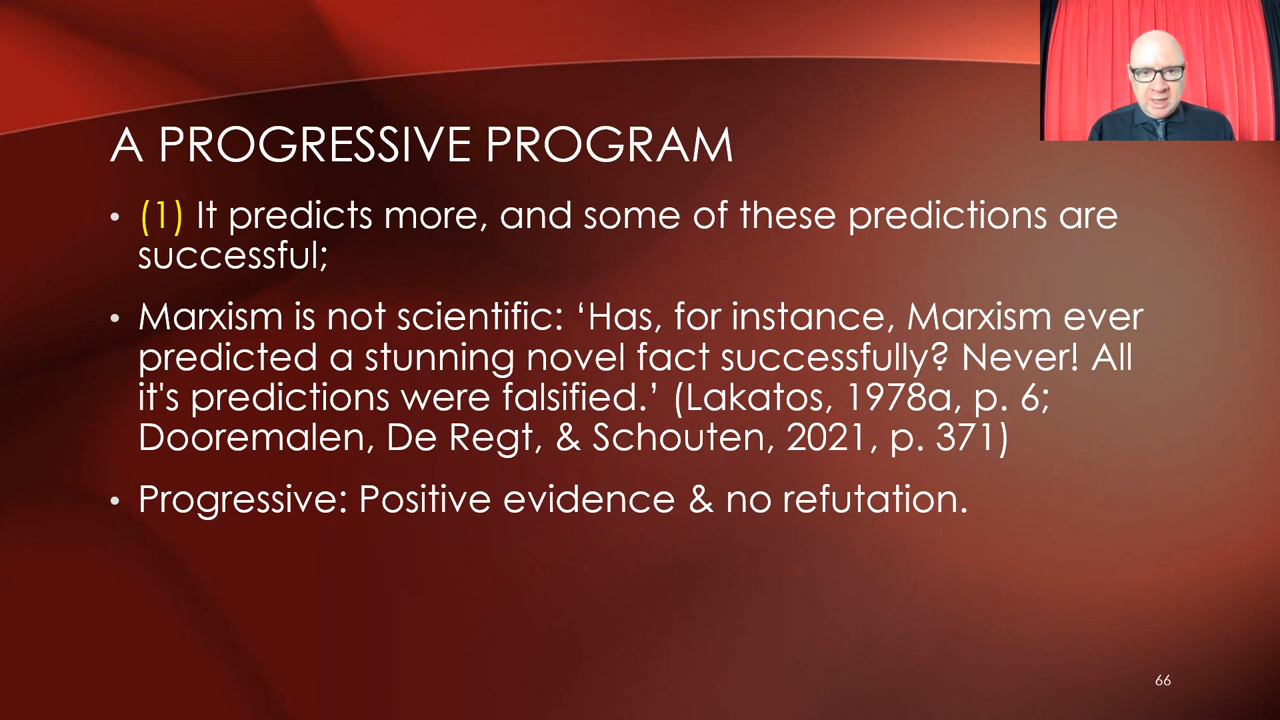 A PROGRESSIVE PROGRAM
• (1) It predicts more, and some of these predictions are
successful;
• Marxism is not scientific: ‘Has, for instance, Marxism ever
predicted a stunning novel fact successfully? Never! All
it's predictions were falsified.’ (Lakatos, 1978a, p. 6;
Dooremalen, De Regt, & Schouten, 2021, p. 371)
• Progressive: Positive evidence & no refutation.
66